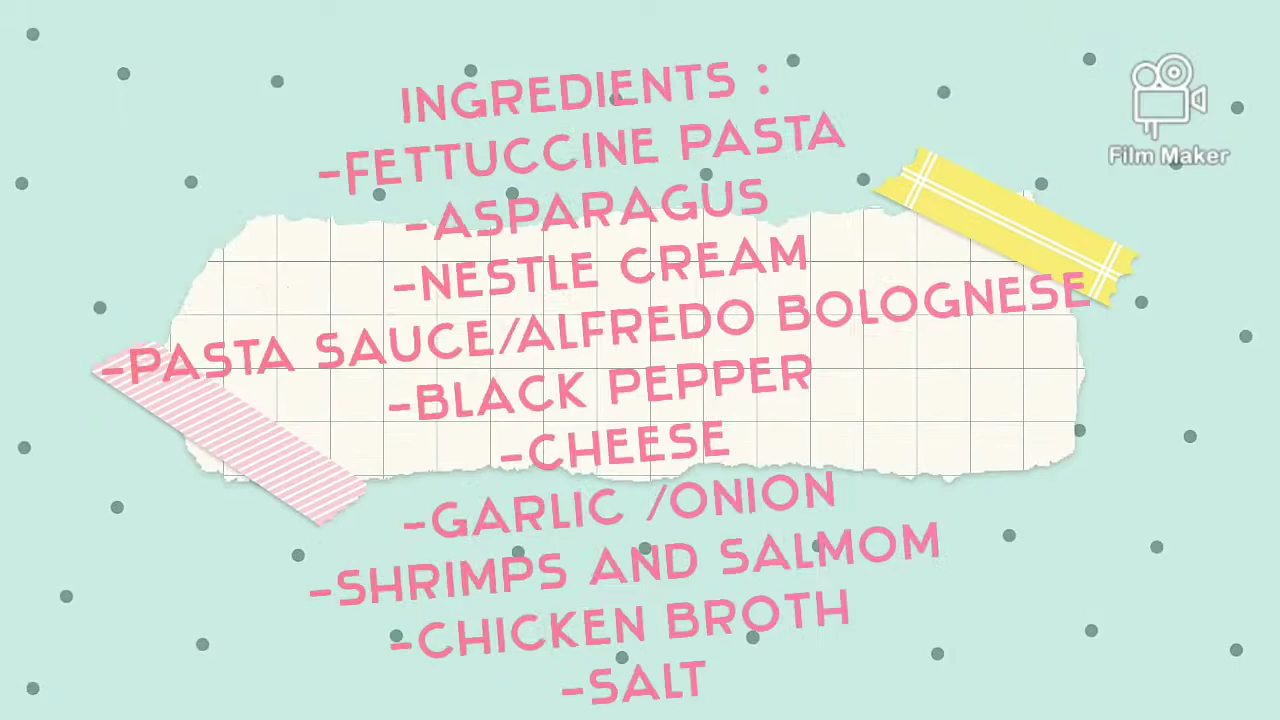 INGREDIENTS :
-FETTUCCINE PASTA
-ASPARAGUS
-NESTLE CREAM
-PASTA SAUCE/ALFREDO BOLOGNESE
-BLACK PEPPER
-CHEESE
-GARLIC /ONION
-SHRIMPS AND SALMOM
-CHICKEN BROTH
-SALT
Film Maker